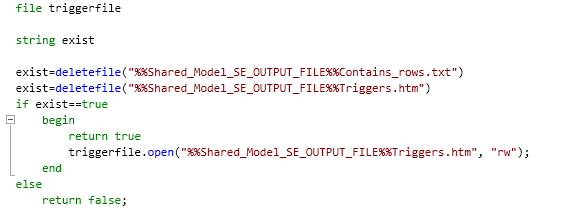 file triggerfile
string exist
exist=deletefile("%%Shared_Model_SE_OUTPUT_FILE%%Contains_rows.txt")
exist=deletefile("%%Shared_Model_SE_OUTPUT_FILE%%Triggers.htm")
if exist==true
begin
return true
triggerfile.open("%%Shared_Model_SE_OUTPUT_FILE%%Triggers.htm", "rw");
end
else
return false;